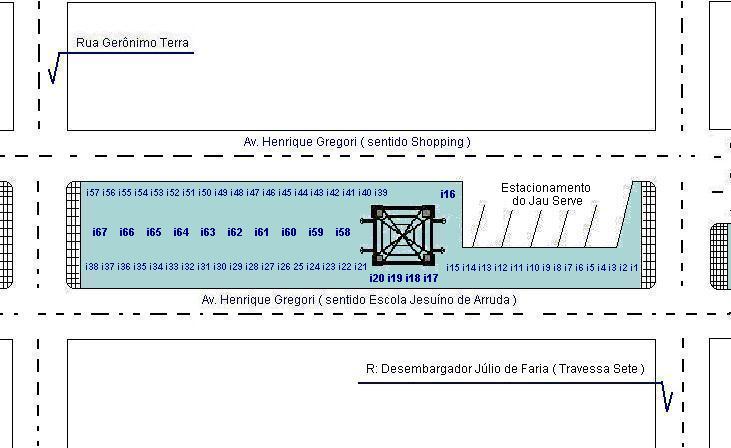 Rua Gerônimo Terra
Av. Henrique Gregori ( sentido Shopping )
i57 i56 i55 i54 i53 i52 i51 i50 i49 i48 i47 i46 i45 i44 i43 i42 i41 i40 i39
i16
Estacionamento
do Jau Serve
i67 i66 i65 i64 i63 i62 i61 i60 i59 i58
i38 i37 i36 i35 i34 i33 i32 i31 i30 i29 i28 i27 i26 25 i24 i23 i22 i21
i15 i14 i13 i12 i11 i10 i9 i8 i7 i6 i5 i4 i3 i2 i1
i20 i19 i18 i17
Av. Henrique Gregori ( sentido Escola Jesuíno de Arruda )
R: Desembargador Júlio de Faria ( Travessa Sete )